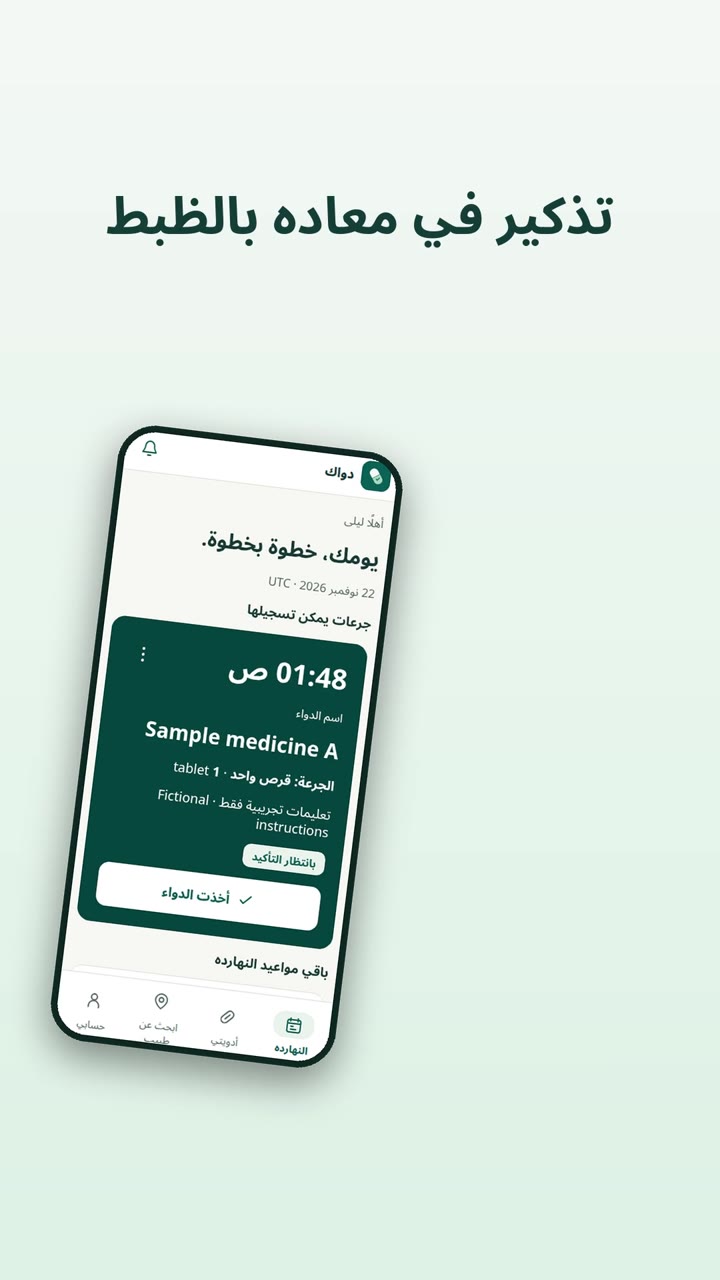 تذكير في معاده بالظبط
دواك
أهلًا ليلى
يومك، خطوة بخطوة.
22 نوفمبر 2026 · UTC
جرعات يمكن تسجيلها
01:48 ص
اسم الدواء
Sample medicine A
الجرعة: قرص واحد · 1 tablet
تعليمات تجريبية فقط · Fictional
instructions
بانتظار التأكيد
أخذت الدواء
باقي مواعيد النهارده
النهارده
أدويتي
ابحث عن
طبيب
حسابي